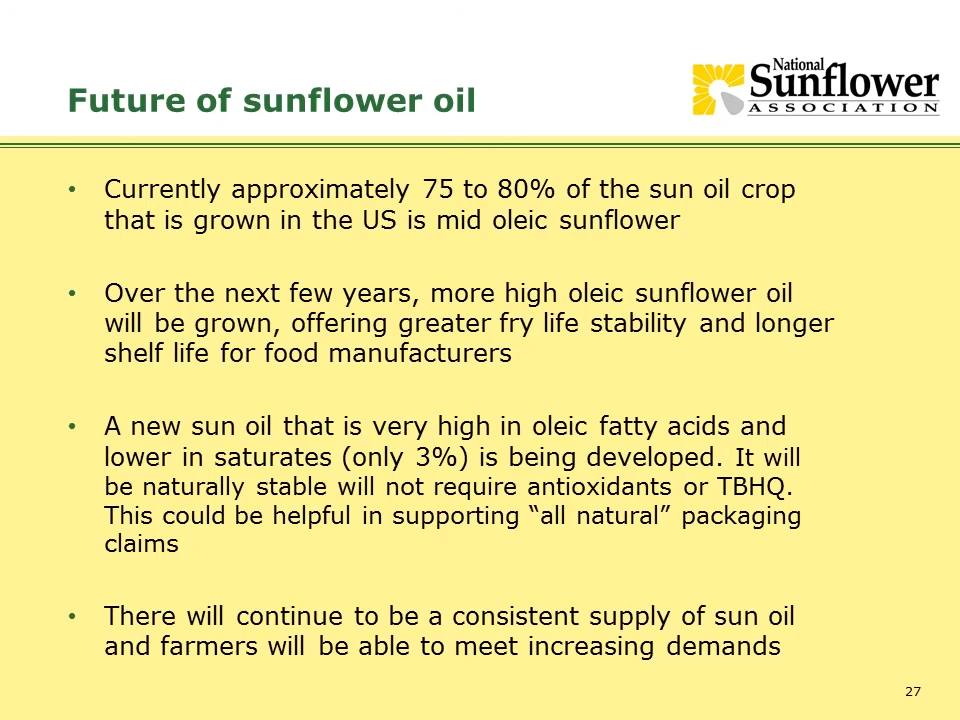 Future of sunflower oil
National
Sunflower
ASSOCIATION
• Currently approximately 75 to 80% of the sun oil crop
that is grown in the US is mid oleic sunflower
• Over the next few years, more high oleic sunflower oil
will be grown, offering greater fry life stability and longer
shelf life for food manufacturers
• A new sun oil that is very high in oleic fatty acids and
lower in saturates (only 3%) is being developed. It will
be naturally stable will not require antioxidants or TBHQ.
This could be helpful in supporting “all natural” packaging
claims
• There will continue to be a consistent supply of sun oil
and farmers will be able to meet increasing demands
27